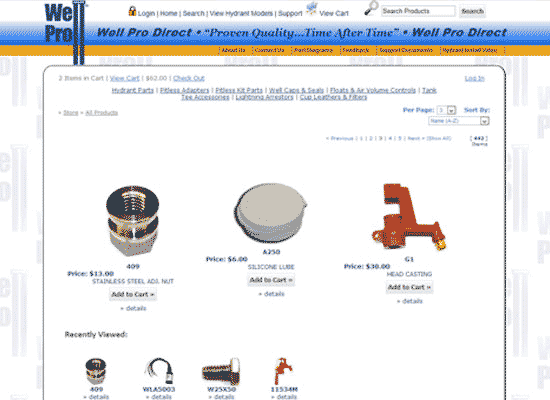 Well Pro
Login | Home | Search | View Hydrant Models | Support View Cart Search Products Search
Well Pro Direct • "Proven Quality...Time After Time" • Well Pro Direct
About Us Contact Us Part Diagrams Feedback Support Documents Hydrant Install Video
2 Items in Cart | View Cart | $62.00 | Check Out Log In
Hydrant Parts | Pitless Adapters | Pitless Kit Parts | Well Caps & Seals | Floats & Air Volume Controls | Tank
Tee Accessories | Lightning Arrestors | Cup Leathers & Filters
Per Page: Sort By:
» Store » All Products
Name (A-Z)
« Previous | 1 | 2 | 3 | 4 | 5 | Next » (Show All) [ 442 ]
Items
409 A250 G1
Price: $13.00 Price: $6.00 Price: $30.00
STAINLESS STEEL ADJ. NUT SILICONE LUBE HEAD CASTING
Add to Cart » Add to Cart » Add to Cart »
» details » details » details
Recently Viewed:
409 WLA5003 W25X50 11534M
» details » details » details » details